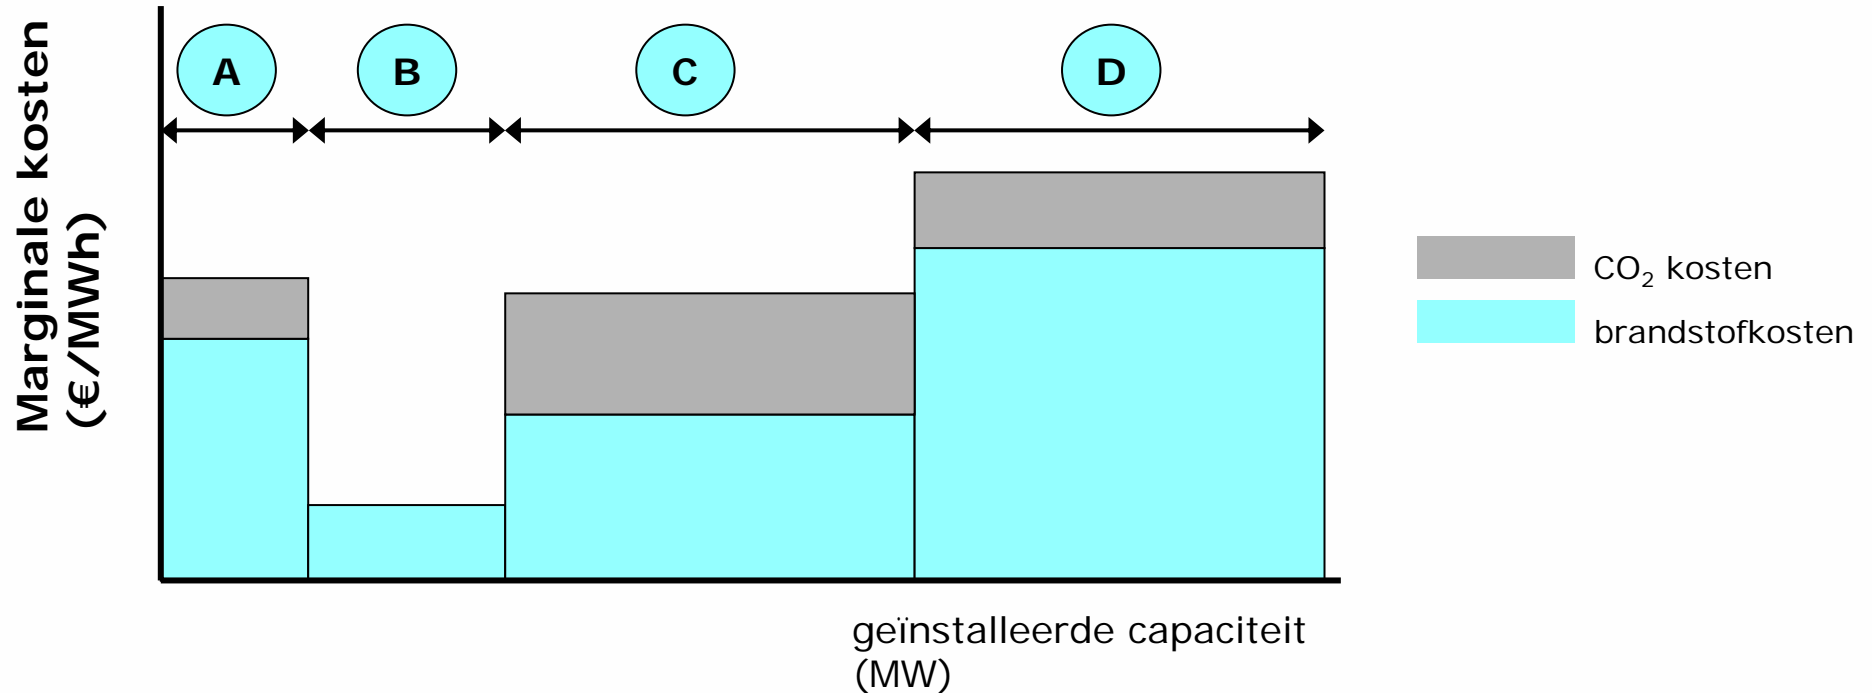 Marginale kosten
(€/MWh)
A
B
C
D
CO₂ kosten
brandstofkosten
geïnstalleerde capaciteit
(MW)